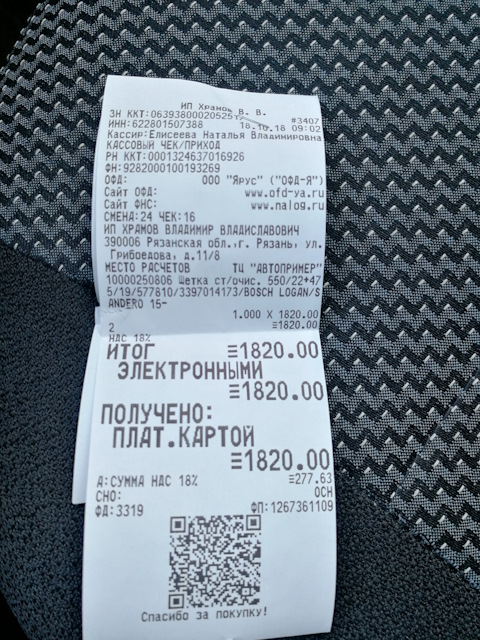 ИП Храмов В. В.
ЗН ККТ:06393800020525 #3407
ИНН:622801507388 18.10.18 09:02
Кассир:Елисеева Наталья Владимировна
КАССОВЫЙ ЧЕК/ПРИХОД
РН ККТ:0001324637016926
ФН:9282000100193269
ОФД: ООО "Ярус" ("ОФД-Я")
Сайт ОФД: www.ofd-ya.ru
Сайт ФНС: www.nalog.ru
СМЕНА:24 ЧЕК:16
ИП ХРАМОВ ВЛАДИМИР ВЛАДИСЛАВОВИЧ
390006 Рязанская обл.,г. Рязань, ул.
Грибоедова, д.11/8
МЕСТО РАСЧЕТОВ ТЦ "АВТОПРИМЕР"
10000250806 Щетка ст/очис. 550/22+47
5/19/577810/3397014173/BOSCH LOGAN/S
ANDERO 15-
1.000 X 1820.00
2 ≡1820.00
НДС 18%
ИТОГ ≡1820.00
ЭЛЕКТРОННЫМИ
≡1820.00
ПОЛУЧЕНО:
ПЛАТ.КАРТОЙ
≡1820.00
А:СУММА НДС 18% ≡277.63
СНО: ОСН
ФД:3319 ФП:1267361109
Спасибо за покупку!